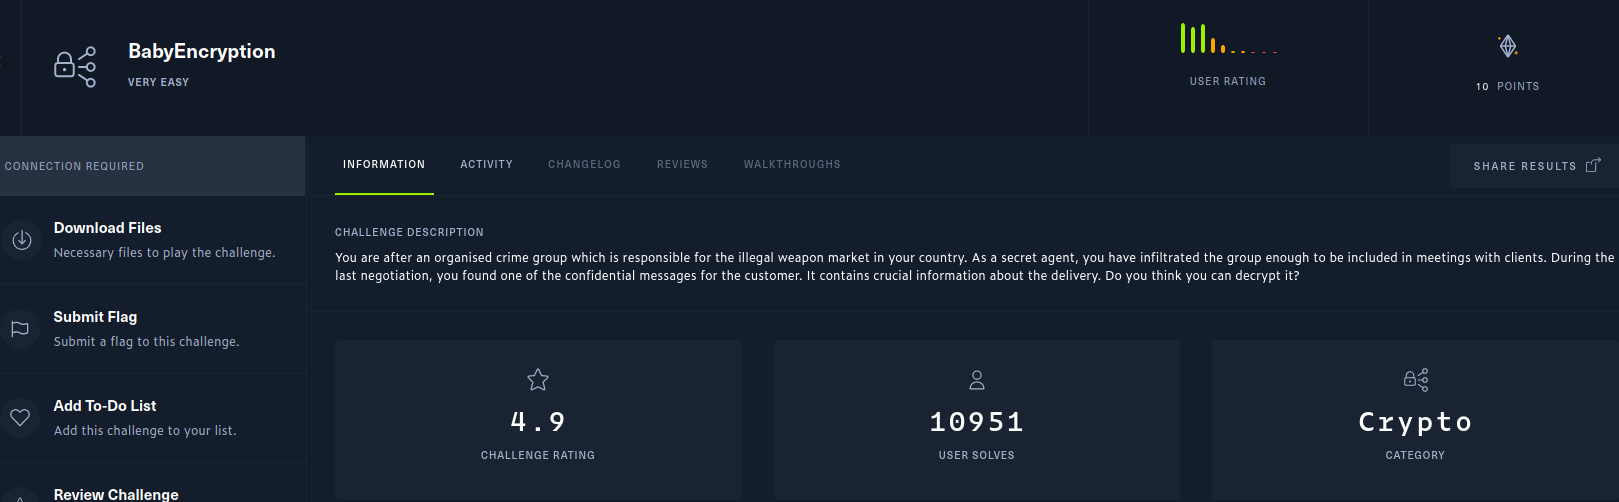 BabyEncryption
VERY EASY
USER RATING
10 POINTS
CONNECTION REQUIRED
INFORMATION
ACTIVITY
CHANGELOG
REVIEWS
WALKTHROUGHS
SHARE RESULTS
Download Files
Necessary files to play the challenge.
Submit Flag
Submit a flag to this challenge.
Add To-Do List
Add this challenge to your list.
Review Challenge
CHALLENGE DESCRIPTION
You are after an organised crime group which is responsible for the illegal weapon market in your country. As a secret agent, you have infiltrated the group enough to be included in meetings with clients. During the
last negotiation, you found one of the confidential messages for the customer. It contains crucial information about the delivery. Do you think you can decrypt it?
4.9
CHALLENGE RATING
10951
USER SOLVES
Crypto
CATEGORY